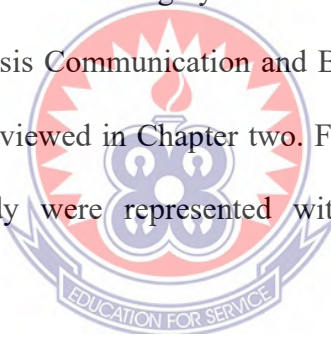 sis Communication and B
viewed in Chapter two. F
ly were represented wit
EDUCATION FOR SERVICE